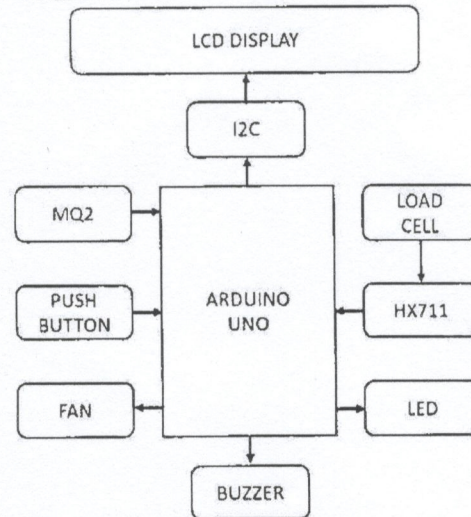 LCD DISPLAY
I2C
MQ2
LOAD
CELL
PUSH
BUTTON
ARDUINO
UNO
HX711
FAN
LED
BUZZER